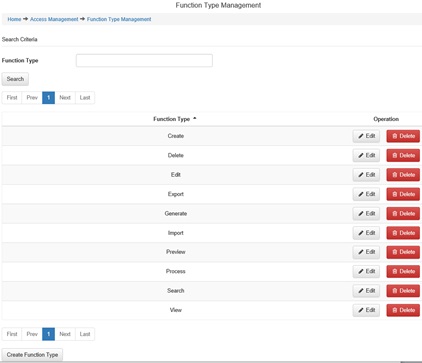 Function Type Management
Home ➔ Access Management ➔ Function Type Management
Search Criteria
Function Type
Search
First Prev 1 Next Last
Function Type Operation
Create Edit Delete
Delete Edit Delete
Edit Edit Delete
Export Edit Delete
Generate Edit Delete
Import Edit Delete
Preview Edit Delete
Process Edit Delete
Search Edit Delete
View Edit Delete
First Prev 1 Next Last
Create Function Type